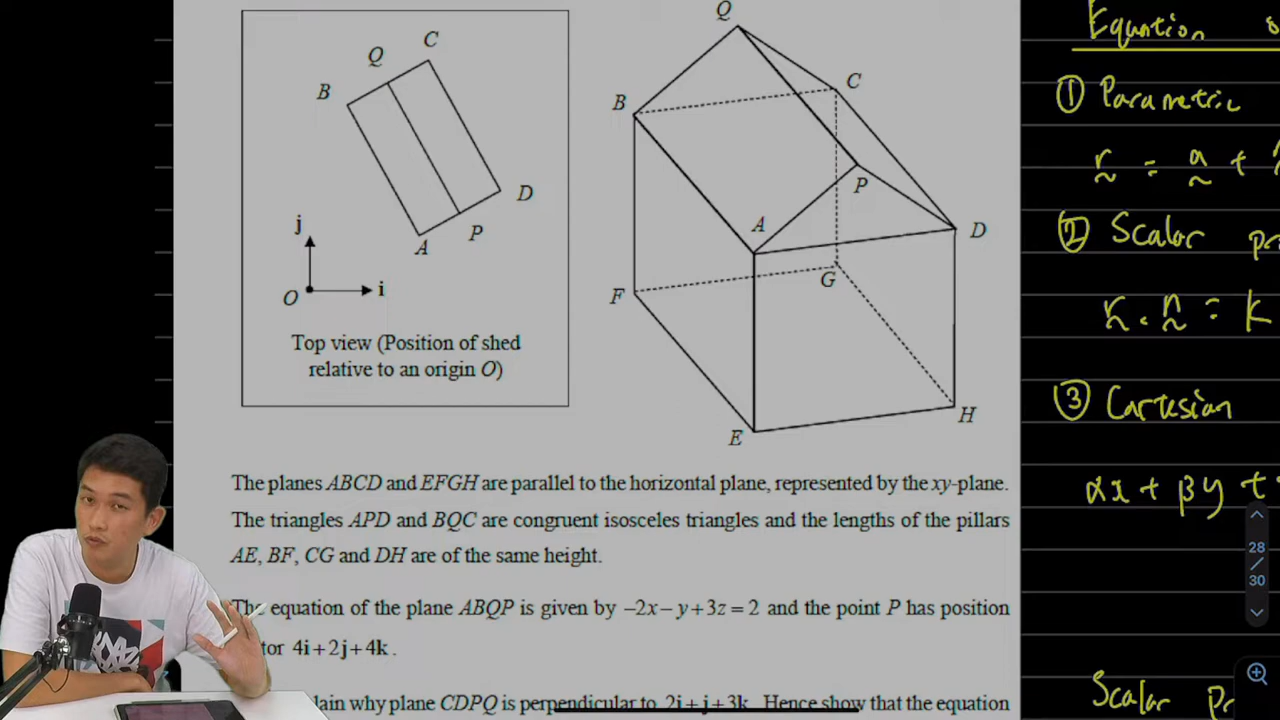 Q
C
B
D
A
P
j
O
i
Top view (Position of shed
relative to an origin O)
Q
B
C
P
A
D
F
G
E
H
The planes ABCD and EFGH are parallel to the horizontal plane, represented by the xy-plane.
The triangles APD and BQC are congruent isosceles triangles and the lengths of the pillars
AE, BF, CG and DH are of the same height.
The equation of the plane ABQP is given by −2x−y+3z=2 and the point P has position
4i+2j+4k.
why plane CDPQ is perpendicular to 2i+j+3k. Hence show that the equation
Equation
① Parametric
r = a +
② Scalar
r . n = k
③ Cartesian
αx + βy +
Scalar
28
/
30